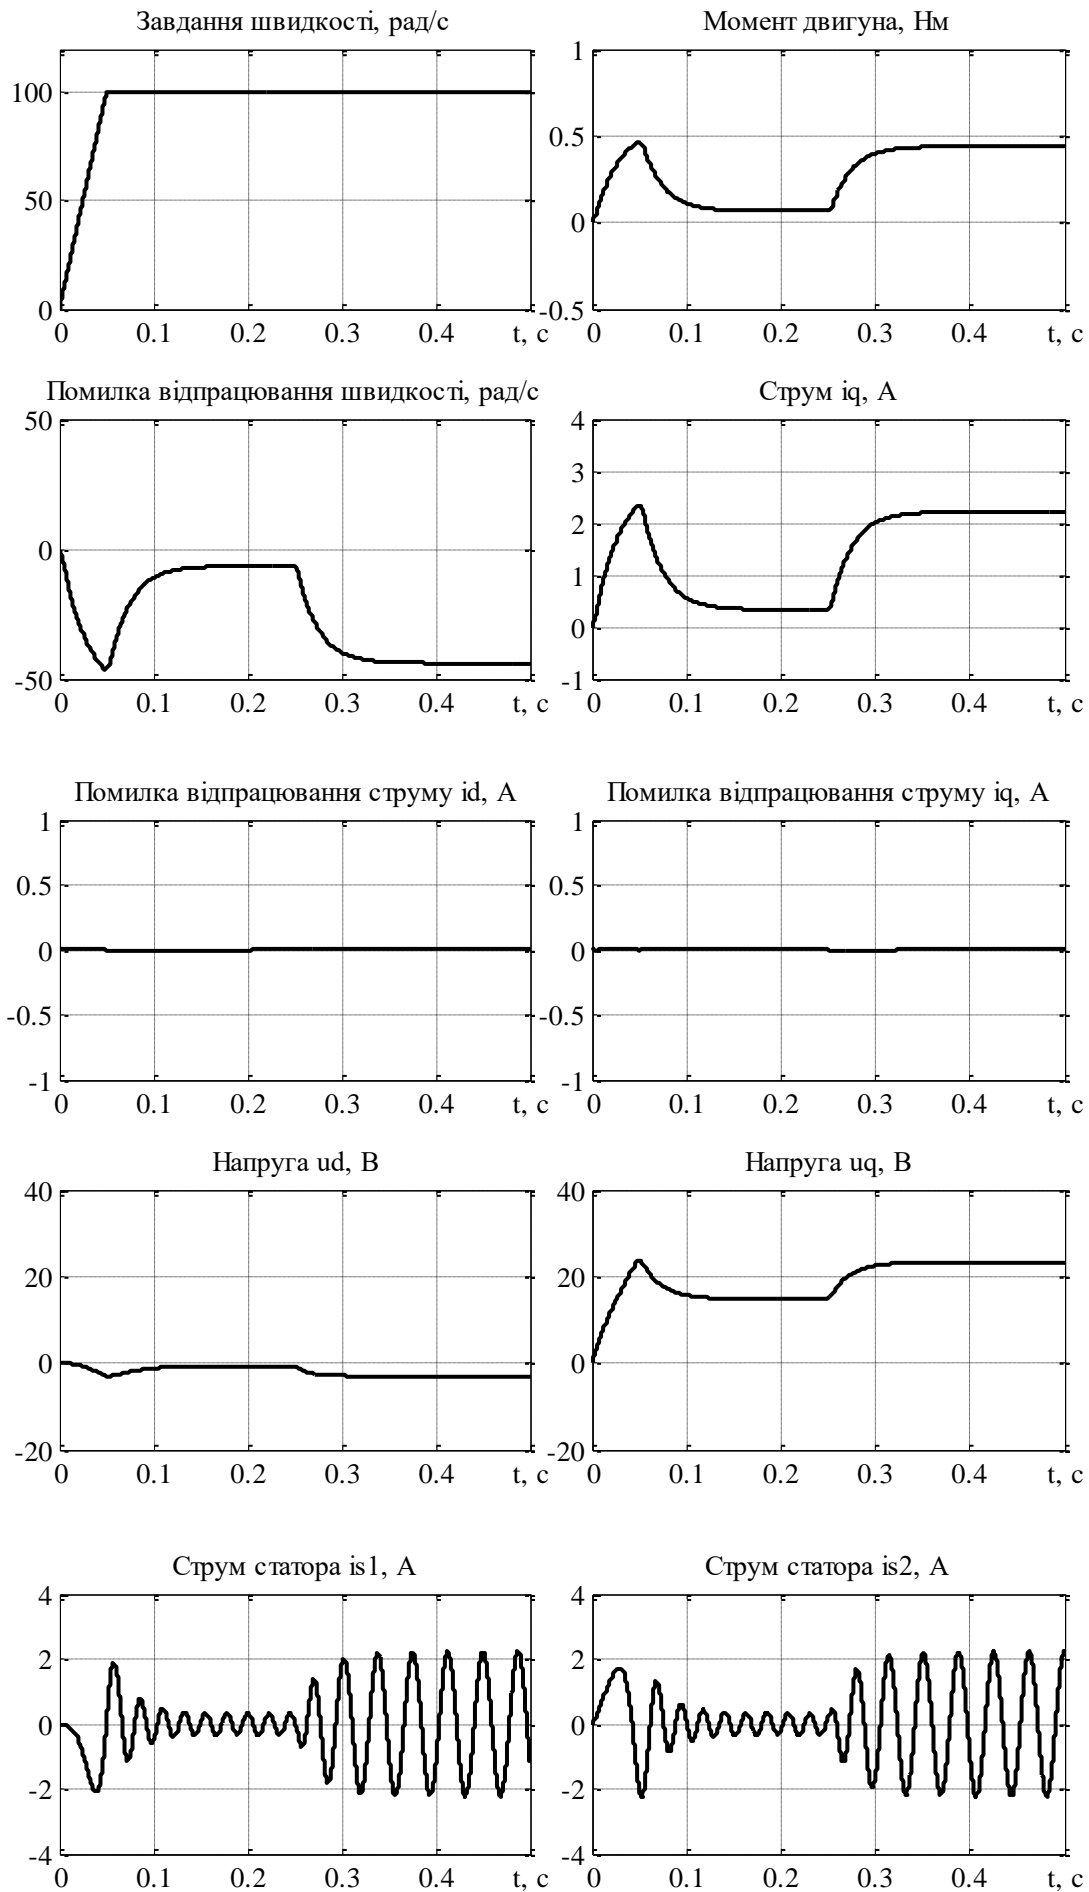 Завдання швидкості, рад/с
100
50
0
0 0.1 0.2 0.3 0.4 t, с
Момент двигуна, Нм
1
0.5
0
-0.5
0 0.1 0.2 0.3 0.4 t, с
Помилка відпрацювання швидкості, рад/с
50
0
-50
0 0.1 0.2 0.3 0.4 t, с
Струм iq, А
4
3
2
1
0
-1
0 0.1 0.2 0.3 0.4 t, с
Помилка відпрацювання струму id, А
1
0.5
0
-0.5
-1
0 0.1 0.2 0.3 0.4 t, с
Помилка відпрацювання струму iq, А
1
0.5
0
-0.5
-1
0 0.1 0.2 0.3 0.4 t, с
Напруга ud, В
40
20
0
-20
0 0.1 0.2 0.3 0.4 t, с
Напруга uq, В
40
20
0
-20
0 0.1 0.2 0.3 0.4 t, с
Струм статора is1, А
4
2
0
-2
-4
0 0.1 0.2 0.3 0.4 t, с
Струм статора is2, А
4
2
0
-2
-4
0 0.1 0.2 0.3 0.4 t, с